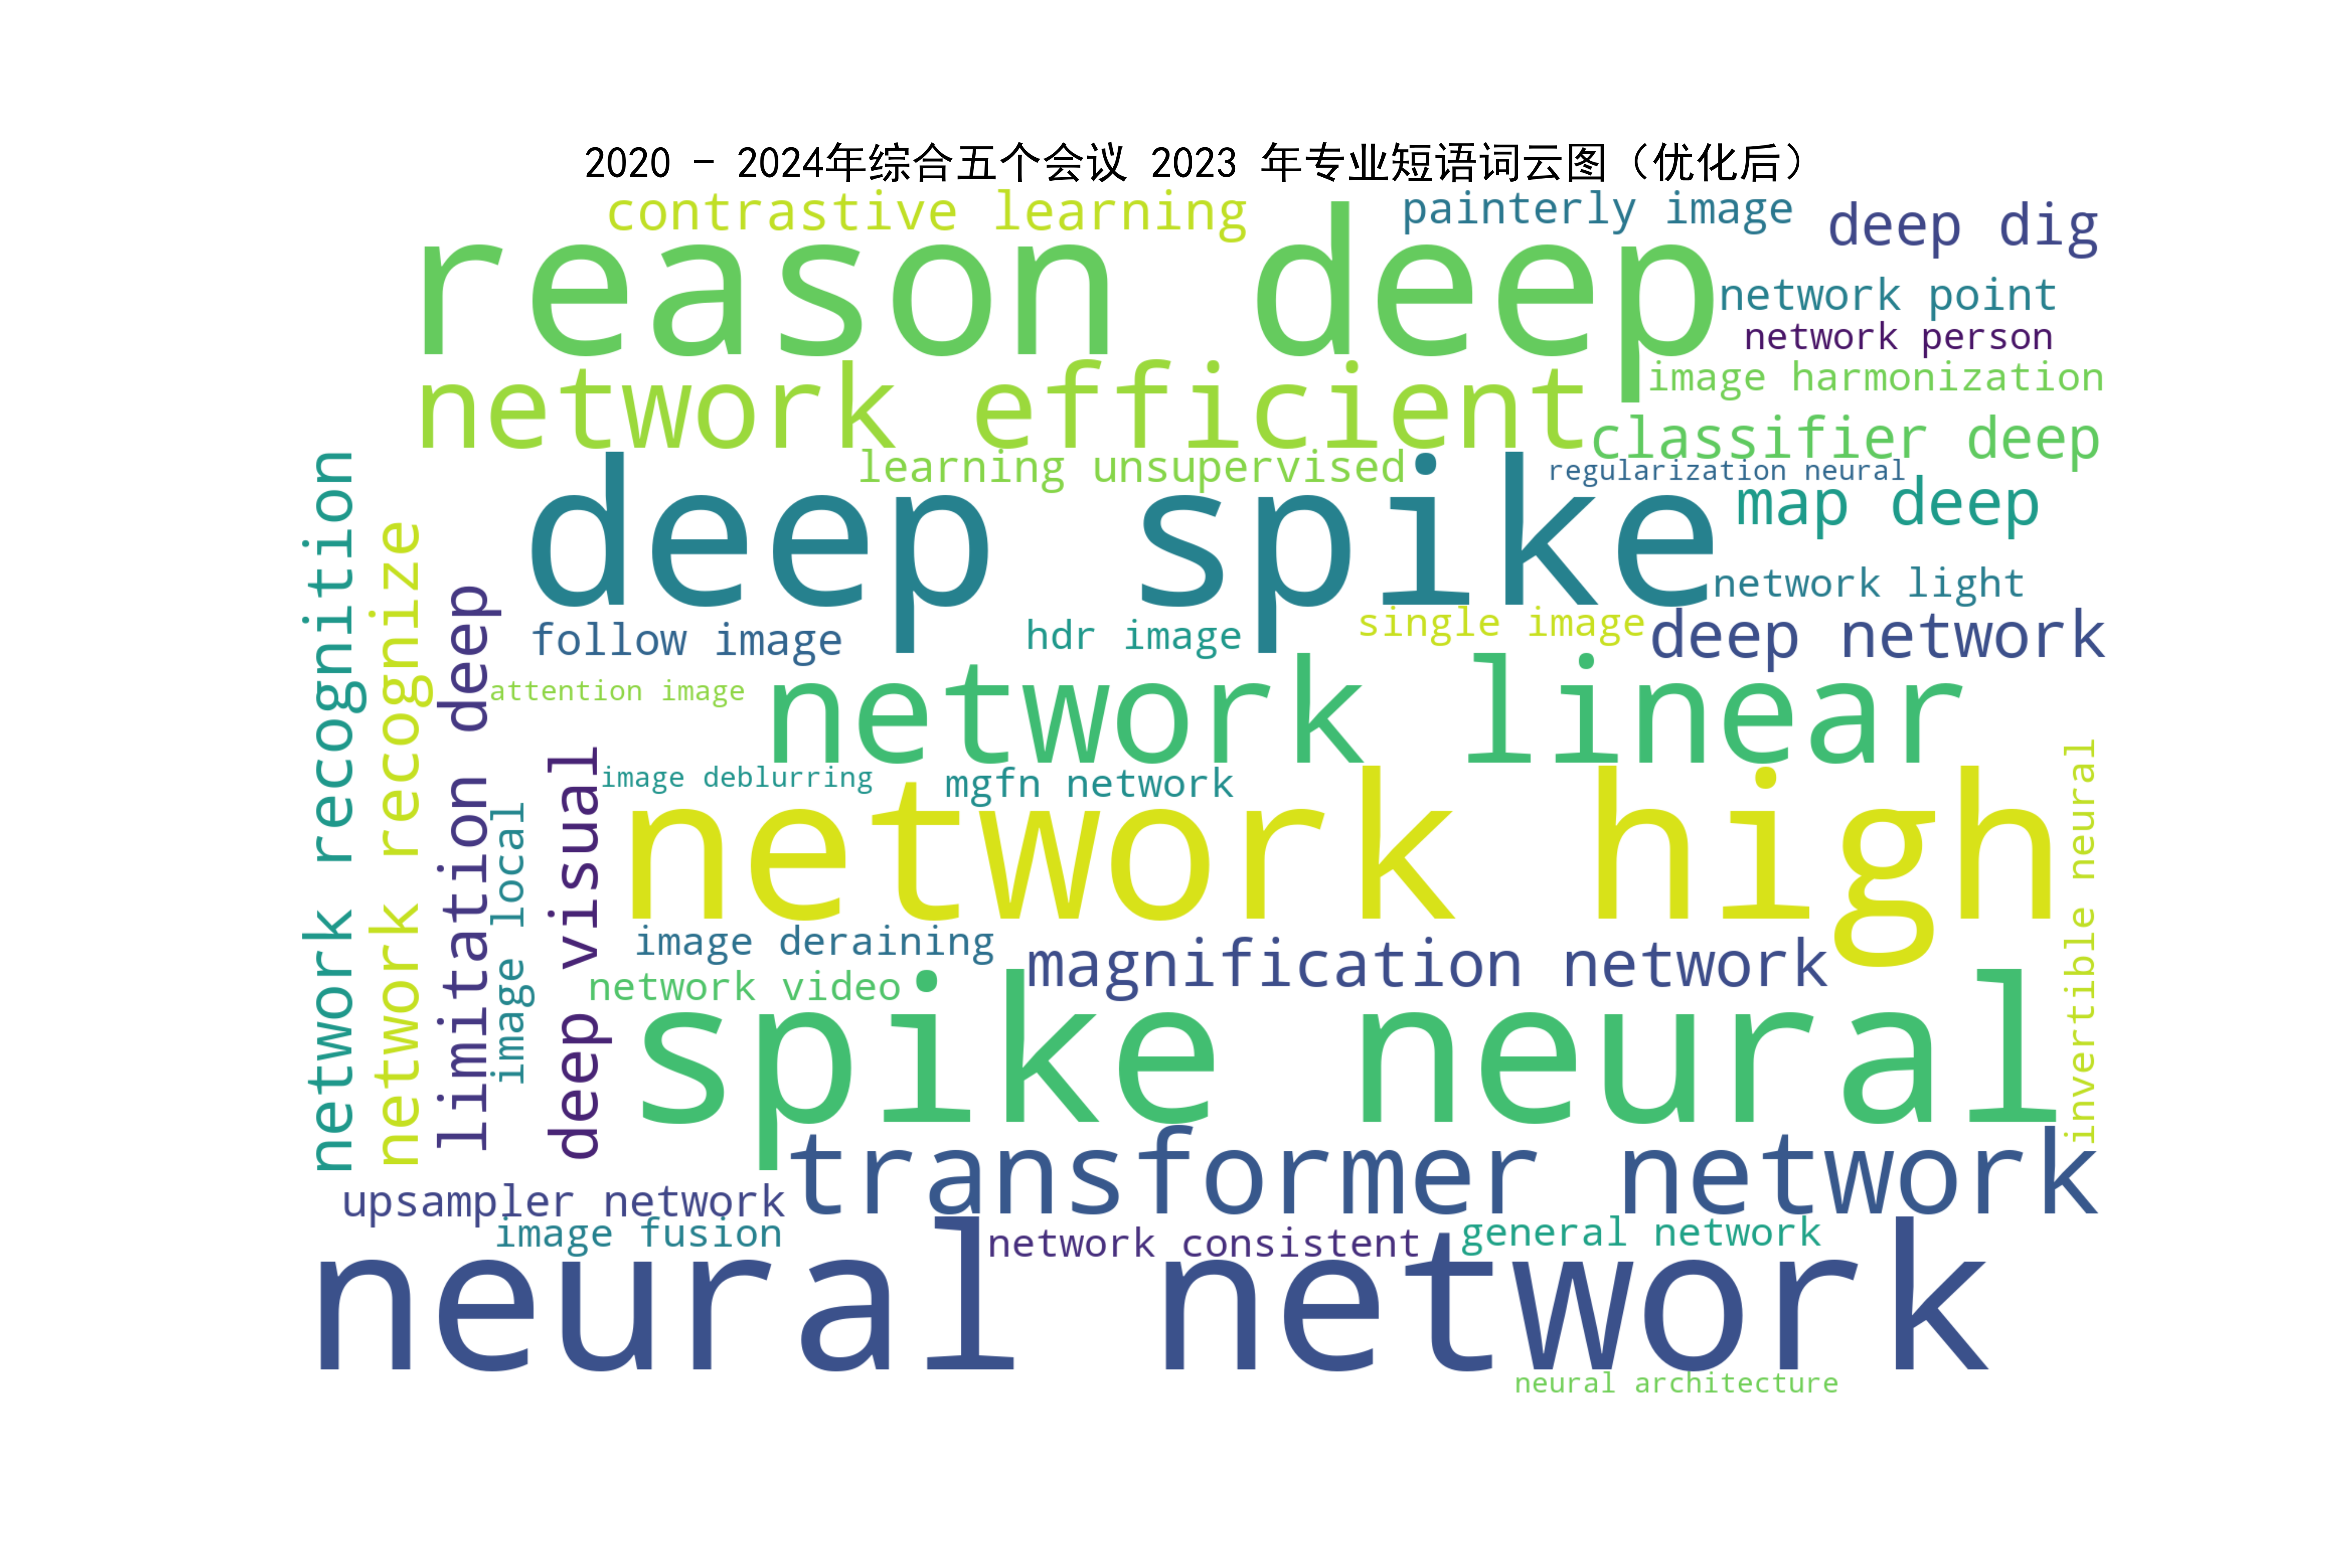 2020 - 2024年综合五个会议 2023 年专业短语词云图（优化后）
contrastive learning
painterly image
deep dig
reason deep
network point
network person
image harmonization
network efficient
classifier deep
learning unsupervised
regularization neural
map deep
deep spike
network light
follow image
hdr image
single image
deep network
attention image
network linear
image deblurring
mgfn network
network high
image deraining
magnification network
network video
spike neural
transformer network
upsampler network
image fusion
network consistent
general network
neural network
neural architecture
network recognition
network recognize
limitation deep
image local
deep visual
invertible neural